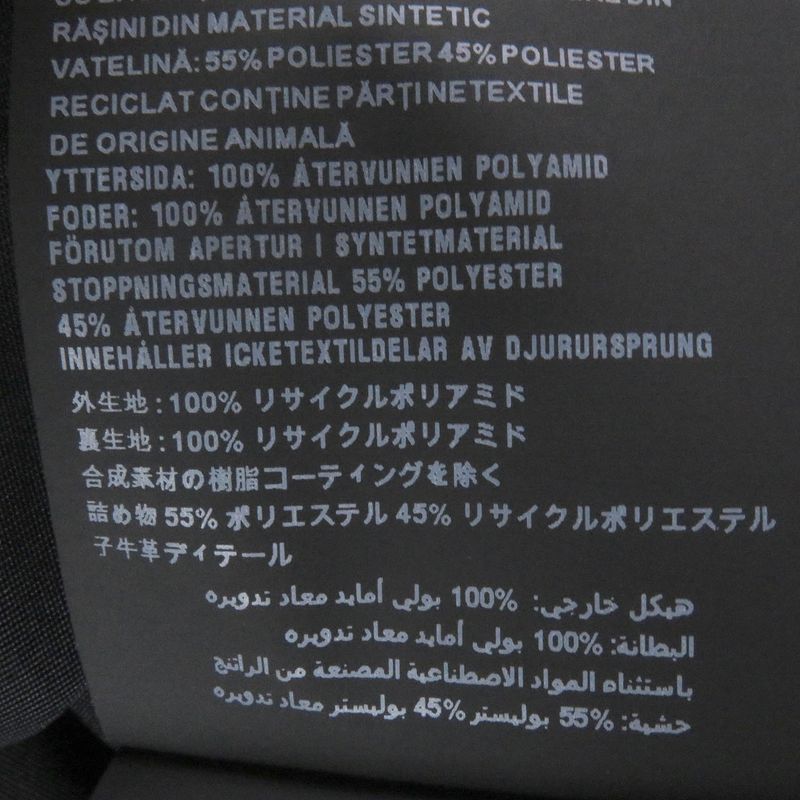 RĂȘINI DIN MATERIAL SINTETIC
VATELINĂ: 55% POLIESTER 45% POLIESTER
RECICLAT CONȚINE PĂRȚI NETEXTILE
DE ORIGINE ANIMALĂ
YTTERSIDA: 100% ÅTERVUNNEN POLYAMID
FODER: 100% ÅTERVUNNEN POLYAMID
FÖRUTOM APERTUR I SYNTETMATERIAL
STOPPNINGSMATERIAL 55% POLYESTER
45% ÅTERVUNNEN POLYESTER
INNEHÅLLER ICKETEXTILDELAR AV DJURURSPRUNG
外生地:100% リサイクルポリアミド
裏生地:100% リサイクルポリアミド
合成素材の樹脂コーティングを除く
詰め物 55% ポリエステル 45% リサイクルポリエステル
子牛革ディテール
هيكل خارجي: 100% بولي أمايد معاد تدويره
البطانة: 100% بولي أمايد معاد تدويره
باستثناه المواد الاصطناعية المصنعة من الراتنج
حشية: 55% بوليستر 45% بوليستر معاد تدويره